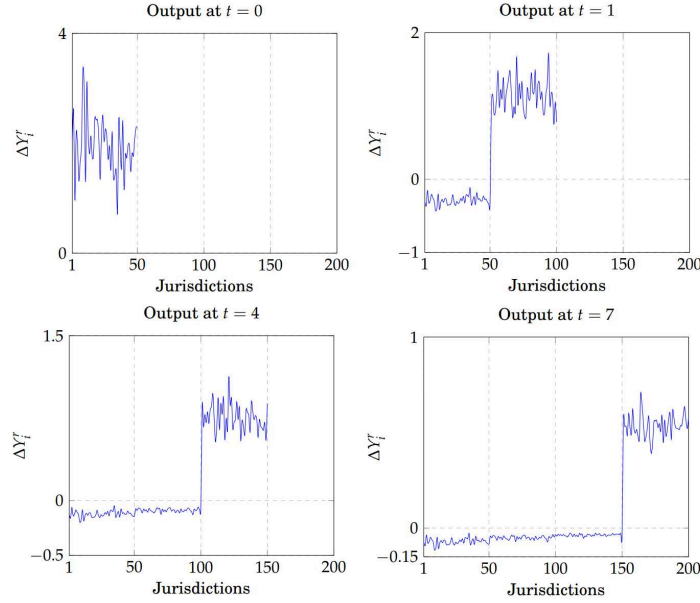 Output at t = 0
4
0
ΔY_i^r
1 50 100 150 200
Jurisdictions
Output at t = 1
2
0
−1
ΔY_i^r
1 50 100 150 200
Jurisdictions
Output at t = 4
1.5
0
−0.5
ΔY_i^r
1 50 100 150 200
Jurisdictions
Output at t = 7
1
0
−0.15
ΔY_i^r
1 50 100 150 200
Jurisdictions